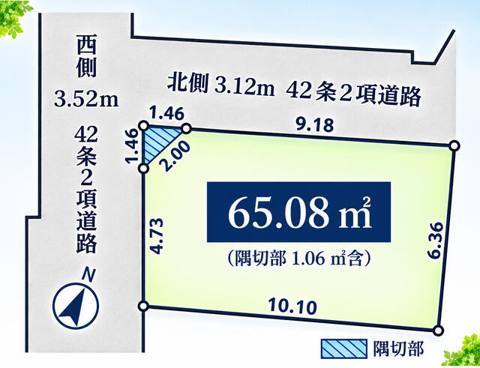 西側
3.52m
42条2項道路
北側 3.12m 42条2項道路
1.46
9.18
1.46
2.00
4.73
65.08㎡
(隅切部 1.06 ㎡含)
6.36
10.10
N
隅切部